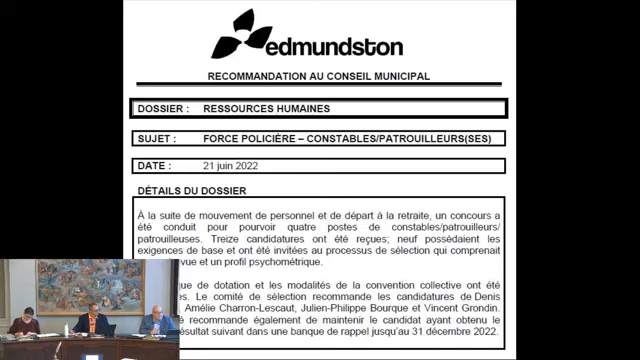 edmundston
RECOMMANDATION AU CONSEIL MUNICIPAL
DOSSIER : RESSOURCES HUMAINES
SUJET : FORCE POLICIÈRE – CONSTABLES/PATROUILLEURS(SES)
DATE : 21 juin 2022
DÉTAILS DU DOSSIER
À la suite de mouvement de personnel et de départ à la retraite, un concours a
été conduit pour pourvoir quatre postes de constables/patrouilleurs/
patrouilleuses. Treize candidatures ont été reçues; neuf possédaient les
exigences de base et ont été invitées au processus de sélection qui comprenait
vue et un profil psychométrique.
que de dotation et les modalités de la convention collective ont été
es. Le comité de sélection recommande les candidatures de Denis
Amélie Charron-Lescaut, Julien-Philippe Bourque et Vincent Grondin.
é recommande également de maintenir le candidat ayant obtenu le
résultat suivant dans une banque de rappel jusqu'au 31 décembre 2022.